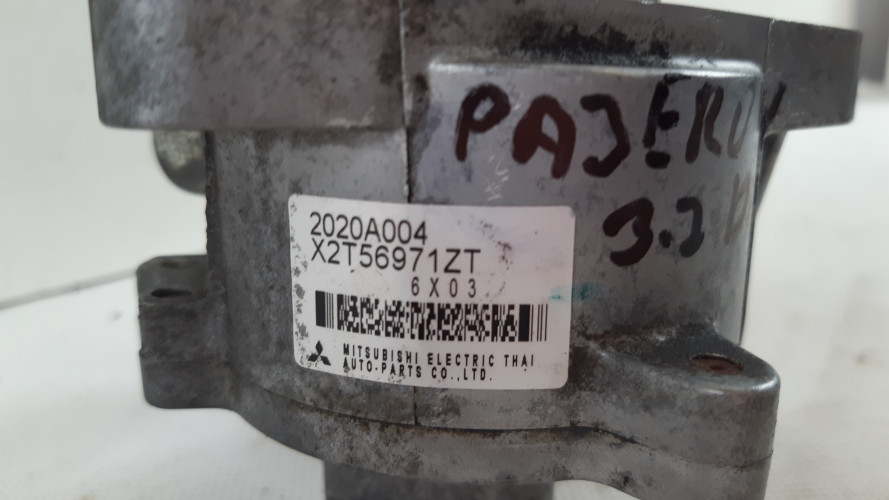 PAJERO
3.2
2020A004
X2T56971ZT
6X03
MITSUBISHI ELECTRIC THAI
AUTO-PARTS CO.,LTD.